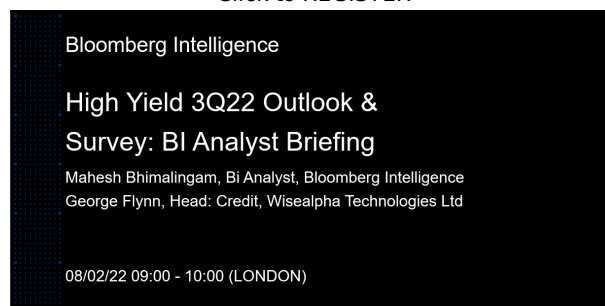 Click to REGISTER
Bloomberg Intelligence
High Yield 3Q22 Outlook &
Survey: BI Analyst Briefing
Mahesh Bhimalingam, Bi Analyst, Bloomberg Intelligence
George Flynn, Head: Credit, Wisealpha Technologies Ltd
08/02/22 09:00 - 10:00 (LONDON)